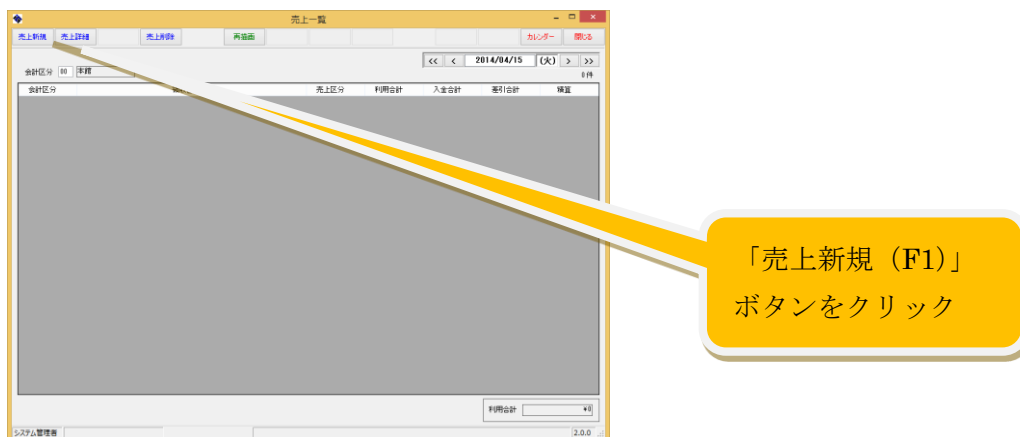 売上一覧
売上新規 売上詳細 売上削除 再描画 カレンダー 閉じる
<< < 2014/04/15 (火) > >>
会計区分 00 本館
0件
会計区分 売上区分 利用合計 入金合計 差引合計 積算
利用合計 ¥0
システム管理者 2.0.0
「売上新規（F1）」
ボタンをクリック